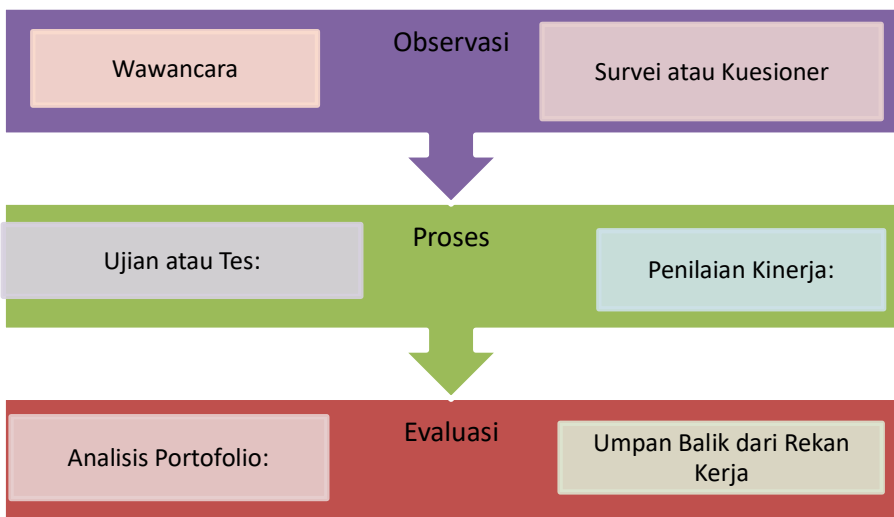 Observasi
Wawancara
Survei atau Kuesioner
Proses
Ujian atau Tes:
Penilaian Kinerja:
Evaluasi
Analisis Portofolio:
Umpan Balik dari Rekan
Kerja